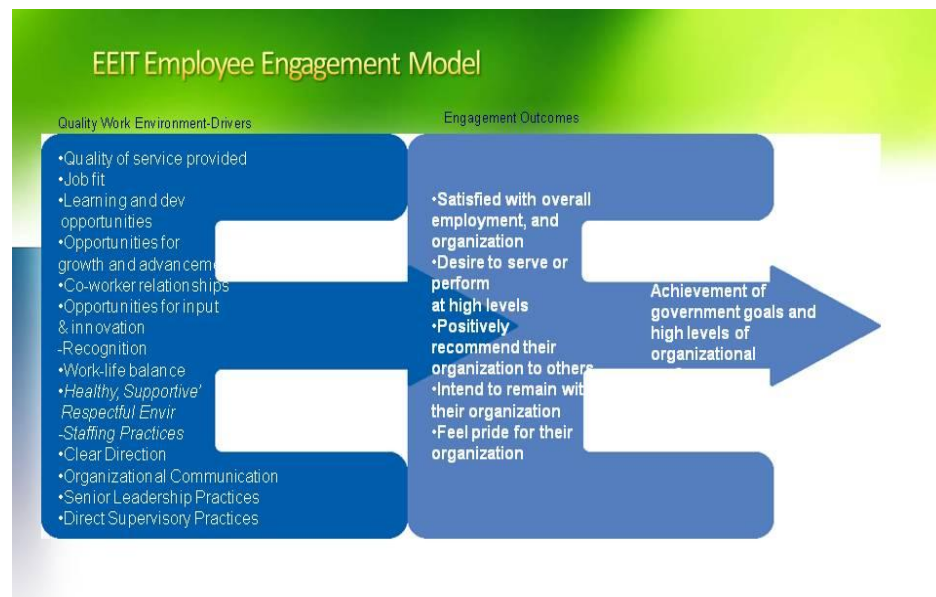 EEIT Employee Engagement Model
Quality Work Environment-Drivers
•Quality of service provided
•Job fit
•Learning and dev
opportunities
•Opportunities for
growth and advanceme
•Co-worker relationships
•Opportunities for input
& innovation
-Recognition
•Work-life balance
•Healthy, Supportive'
Respectful Envir
-Staffing Practices
•Clear Direction
•Organizational Communication
•Senior Leadership Practices
•Direct Supervisory Practices
Engagement Outcomes
•Satisfied with overall
employment, and
organization
•Desire to serve or
perform
at high levels
•Positively
recommend their
organization to others
•Intend to remain wit
their organization
•Feel pride for their
organization
Achievement of
government goals and
high levels of
organizational